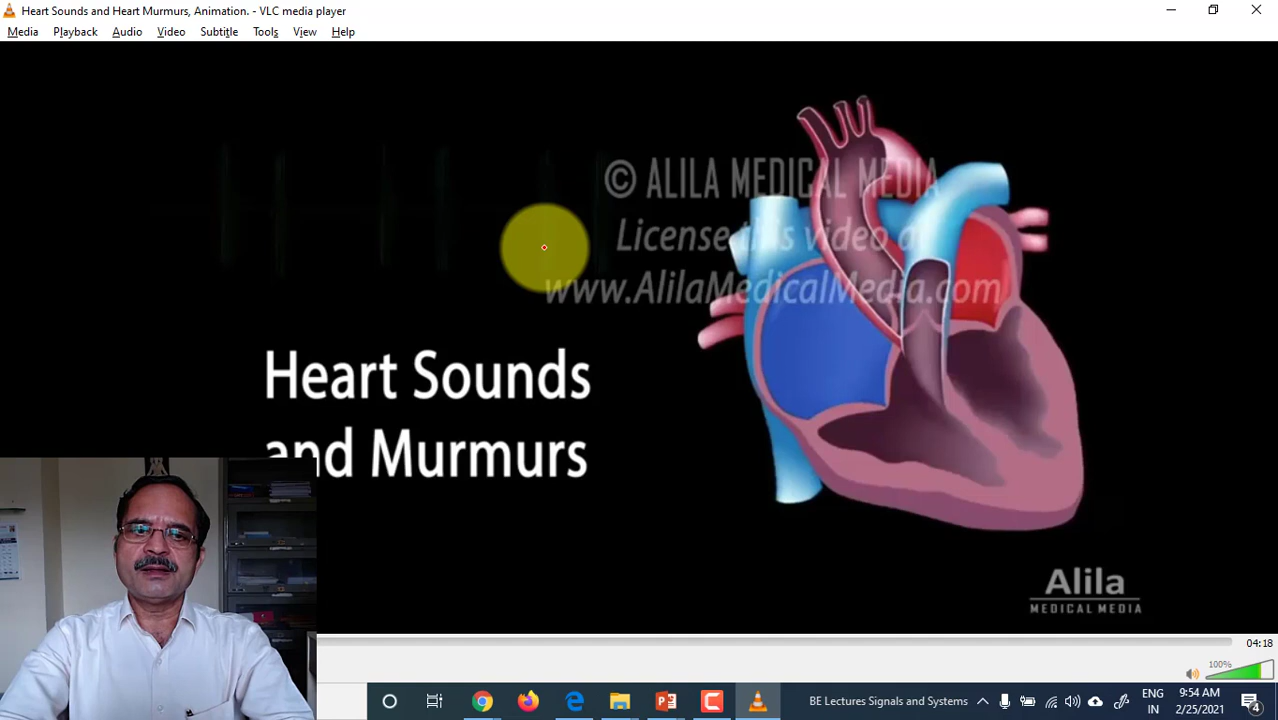 Heart Sounds and Heart Murmurs, Animation. - VLC media player
Media Playback Audio Video Subtitle Tools View Help
© ALILA MEDICAL MEDIA
License this video at
www.AlilaMedicalMedia.com
Heart Sounds
and Murmurs
Alila
MEDICAL MEDIA
04:18
100%
BE Lectures Signals and Systems
ENG
IN
9:54 AM
2/25/2021
4